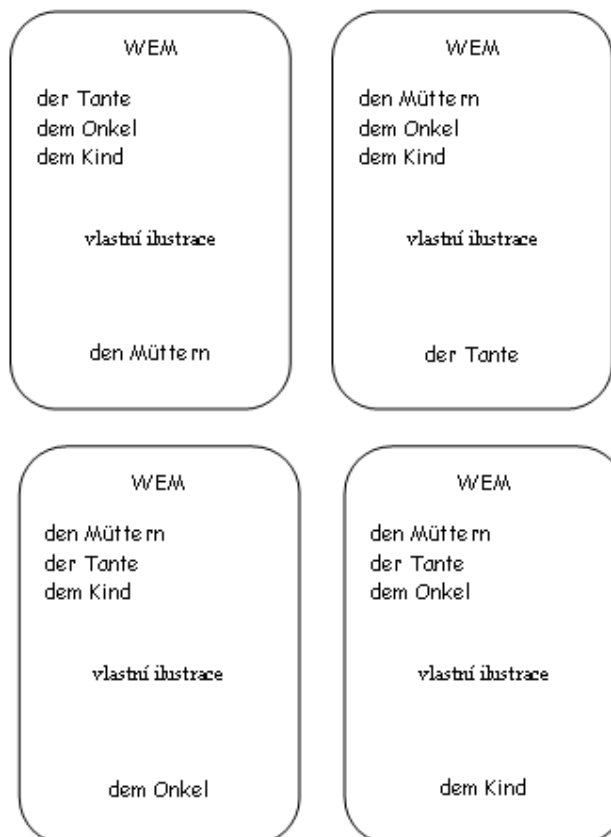 WEM
der Tante
dem Onkel
dem Kind
vlastní ilustrace
den Müttern
WEM
den Müttern
dem Onkel
dem Kind
vlastní ilustrace
der Tante
WEM
den Müttern
der Tante
dem Kind
vlastní ilustrace
dem Onkel
WEM
den Müttern
der Tante
dem Onkel
vlastní ilustrace
dem Kind